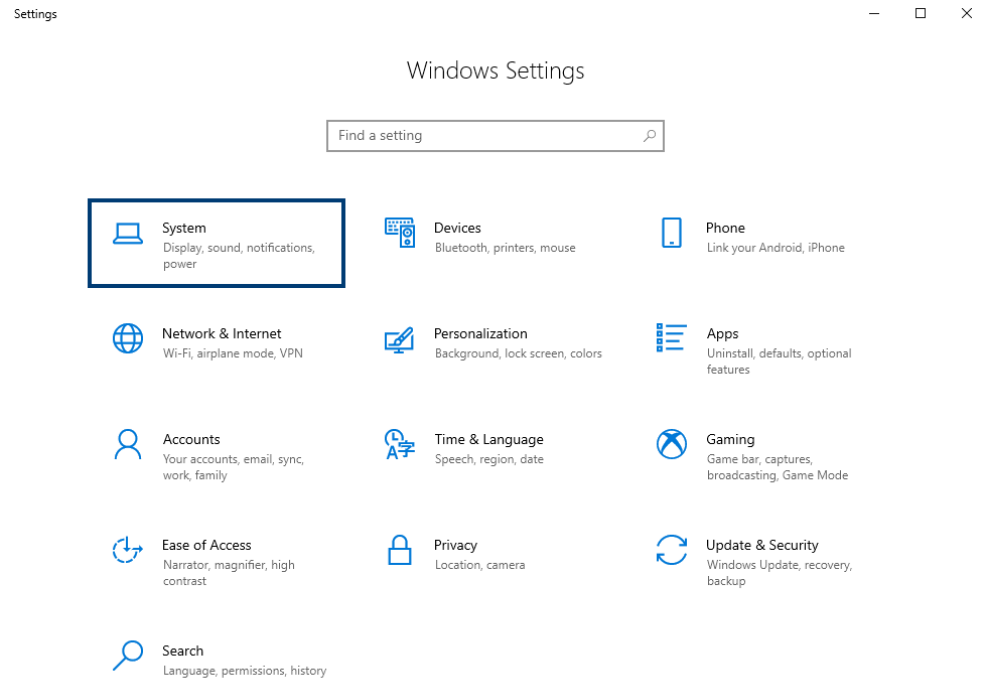 Settings
Windows Settings
Find a setting
System
Display, sound, notifications,
power
Devices
Bluetooth, printers, mouse
Phone
Link your Android, iPhone
Network & Internet
Wi-Fi, airplane mode, VPN
Personalization
Background, lock screen, colors
Apps
Uninstall, defaults, optional
features
Accounts
Your accounts, email, sync,
work, family
Time & Language
Speech, region, date
Gaming
Game bar, captures,
broadcasting, Game Mode
Ease of Access
Narrator, magnifier, high
contrast
Privacy
Location, camera
Update & Security
Windows Update, recovery,
backup
Search
Language, permissions, history